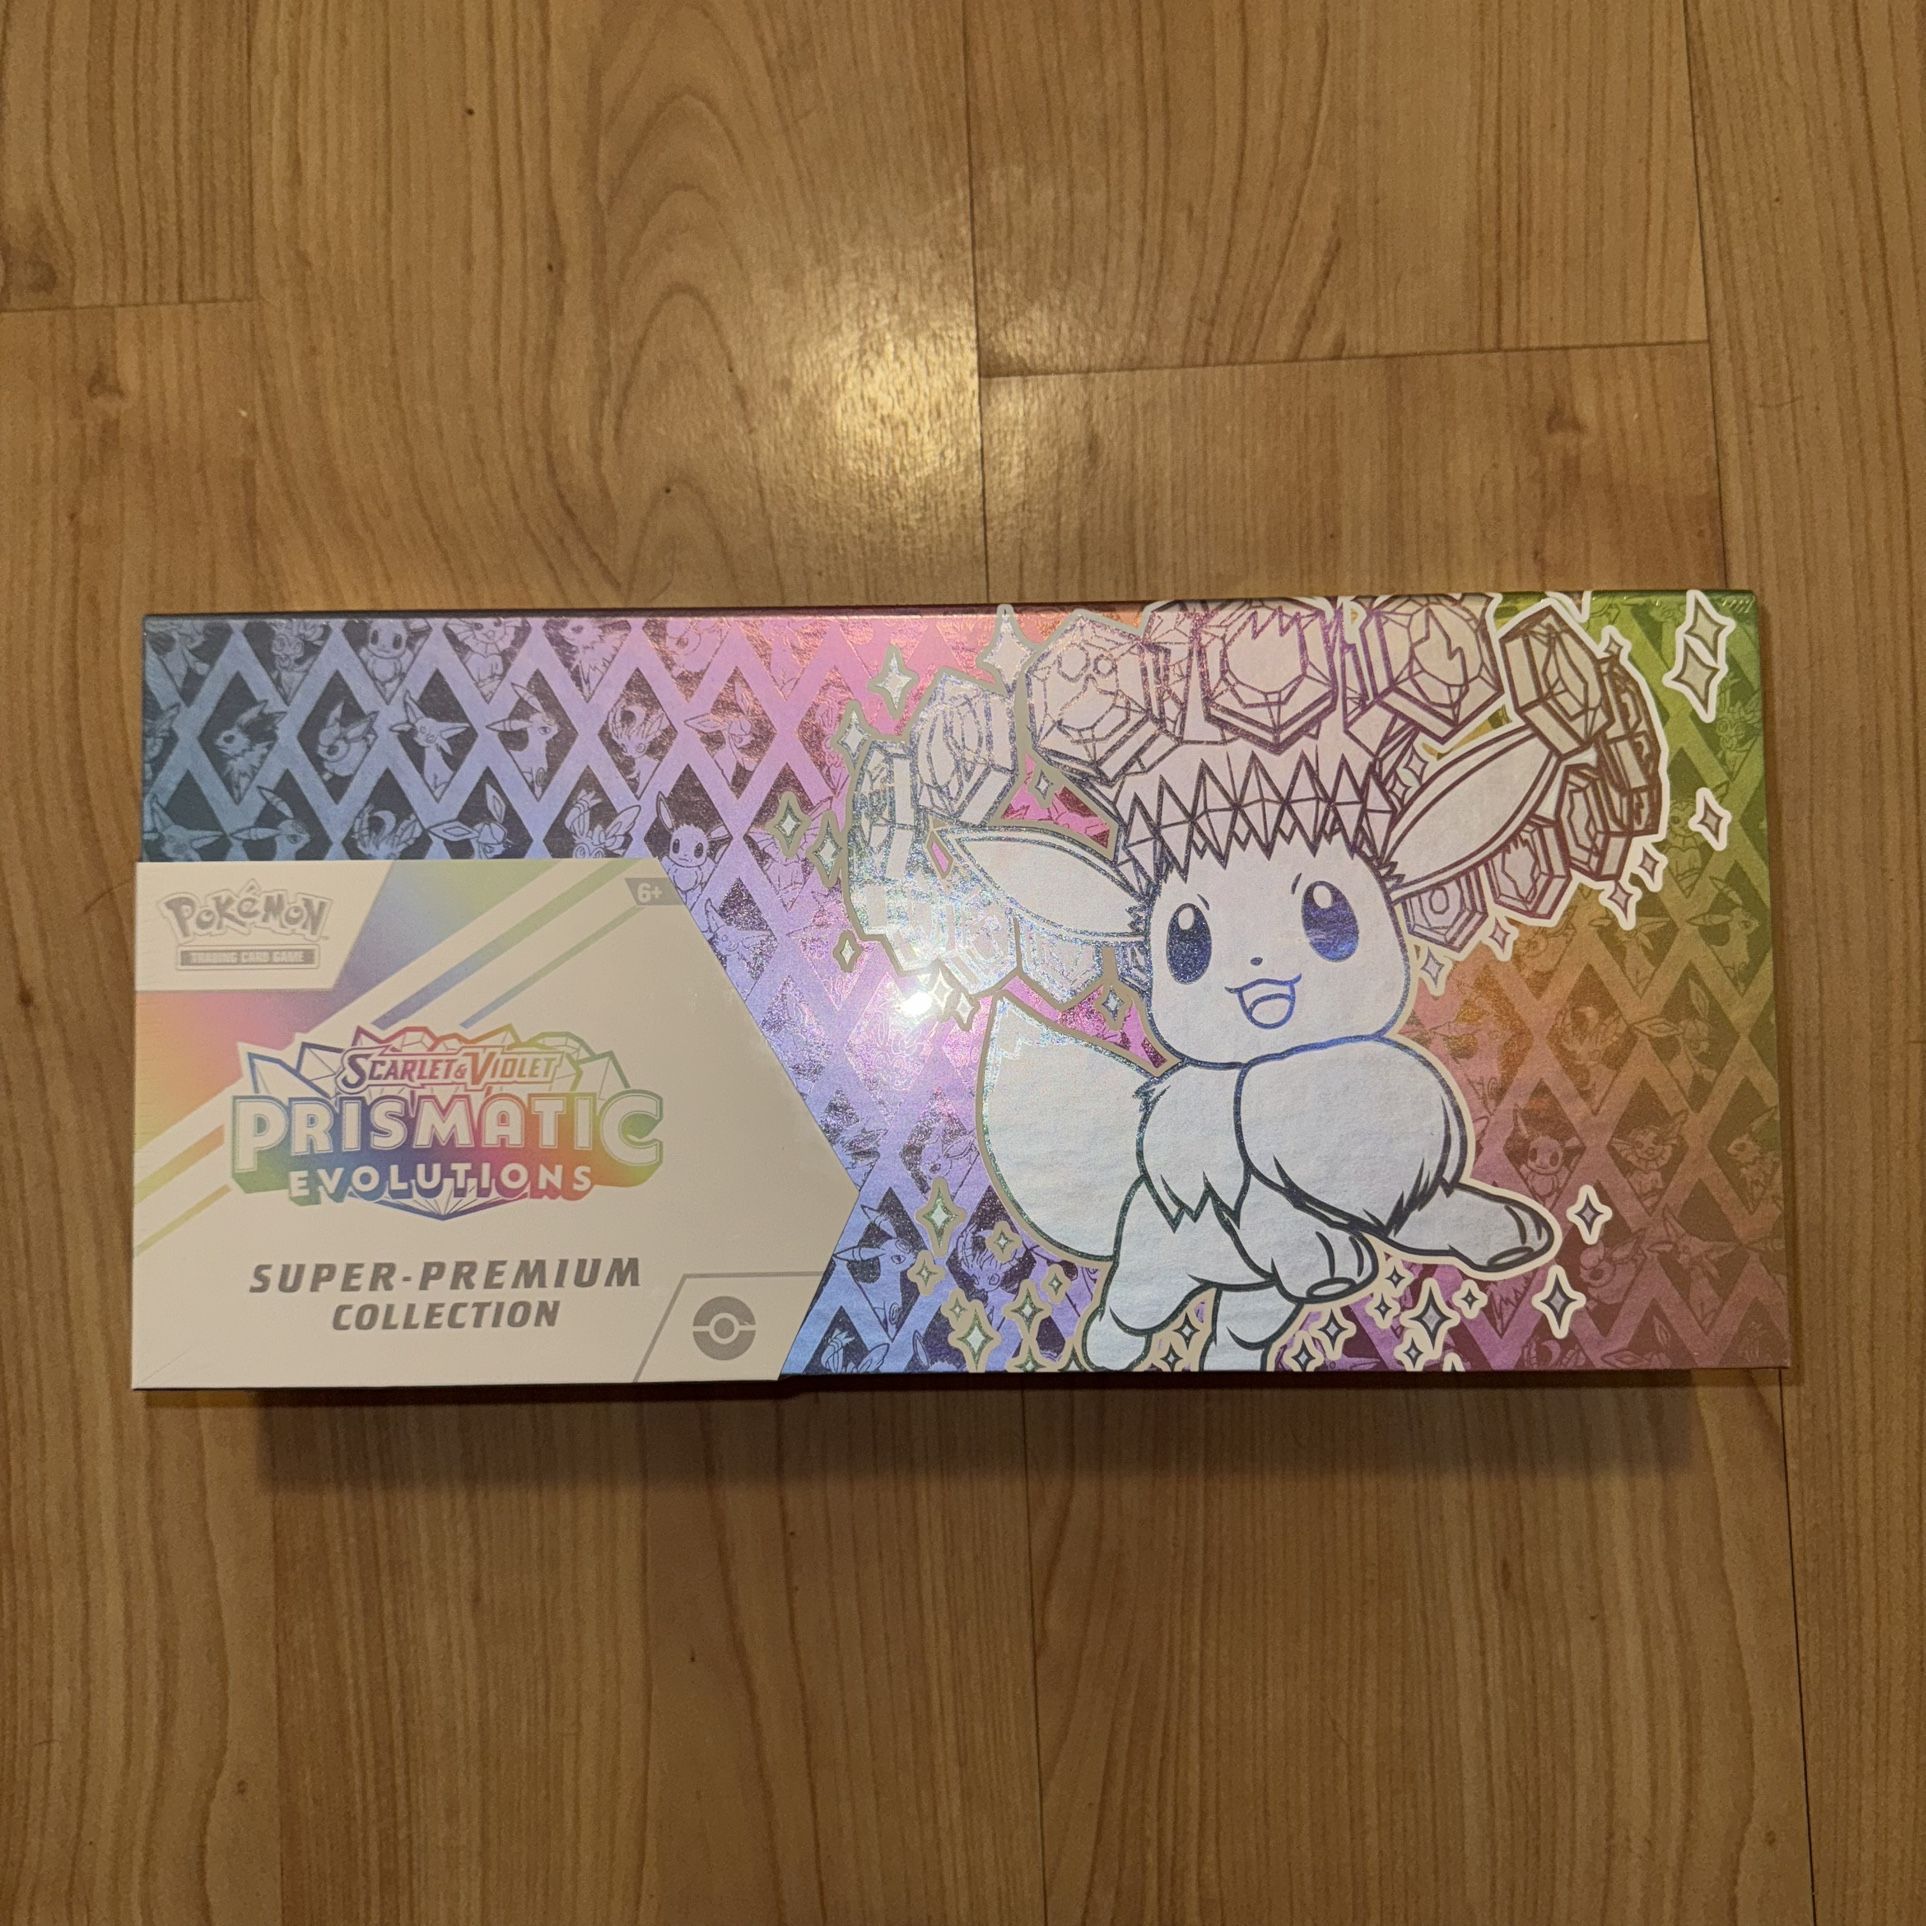 POKÉMON
TRADING CARD GAME
6+
SCARLET & VIOLET
PRISMATIC
EVOLUTIONS
SUPER-PREMIUM
COLLECTION